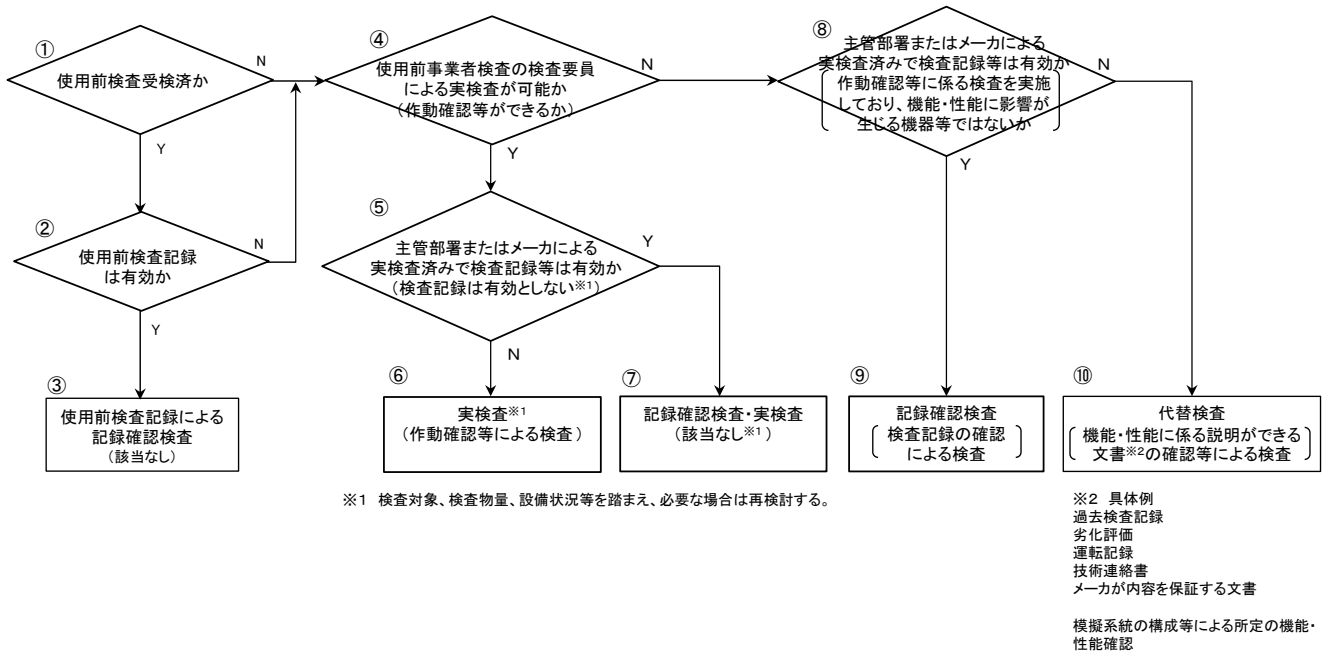 ①
使用前検査受検済か
N
Y
②
使用前検査記録
は有効か
N
Y
③
使用前検査記録による
記録確認検査
(該当なし)
④
使用前事業者検査の検査要員
による実検査が可能か
(作動確認等ができるか)
N
Y
⑤
主管部署またはメーカによる
実検査済みで検査記録等は有効か
(検査記録は有効としない※1)
Y
N
⑥
実検査※1
(作動確認等による検査)
⑦
記録確認検査・実検査
(該当なし※1)
⑧
主管部署またはメーカによる
実検査済みで検査記録等は有効か
作動確認等に係る検査を実施
しており、機能・性能に影響が
生じる機器等ではないか
N
Y
⑨
記録確認検査
検査記録の確認
による検査
⑩
代替検査
機能・性能に係る説明ができる
文書※2の確認等による検査
※1 検査対象、検査物量、設備状況等を踏まえ、必要な場合は再検討する。
※2 具体例
過去検査記録
劣化評価
運転記録
技術連絡書
メーカが内容を保証する文書
模擬系統の構成等による所定の機能・
性能確認